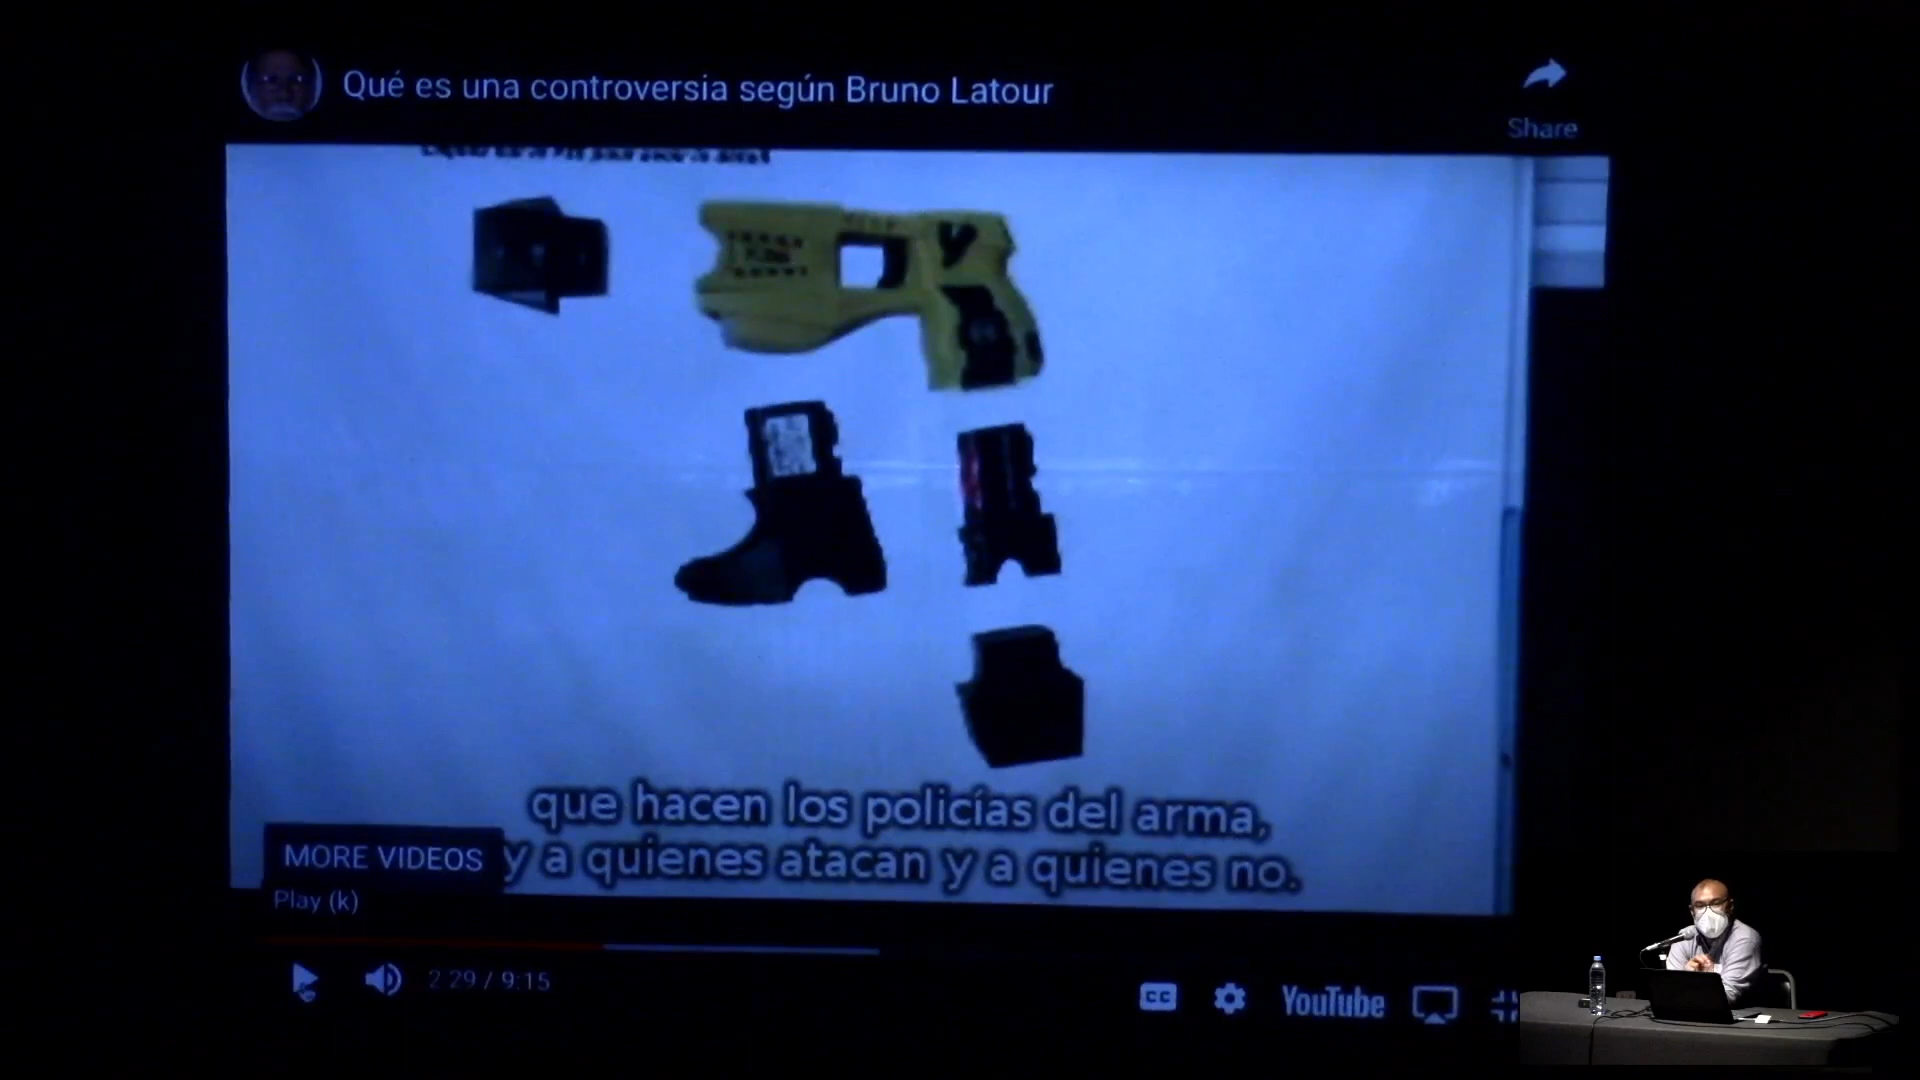 Qué es una controversia según Bruno Latour
Share
que hacen los policías del arma,
y a quienes atacan y a quienes no.
MORE VIDEOS
Play (k)
2:29 / 9:15
CC
YouTube